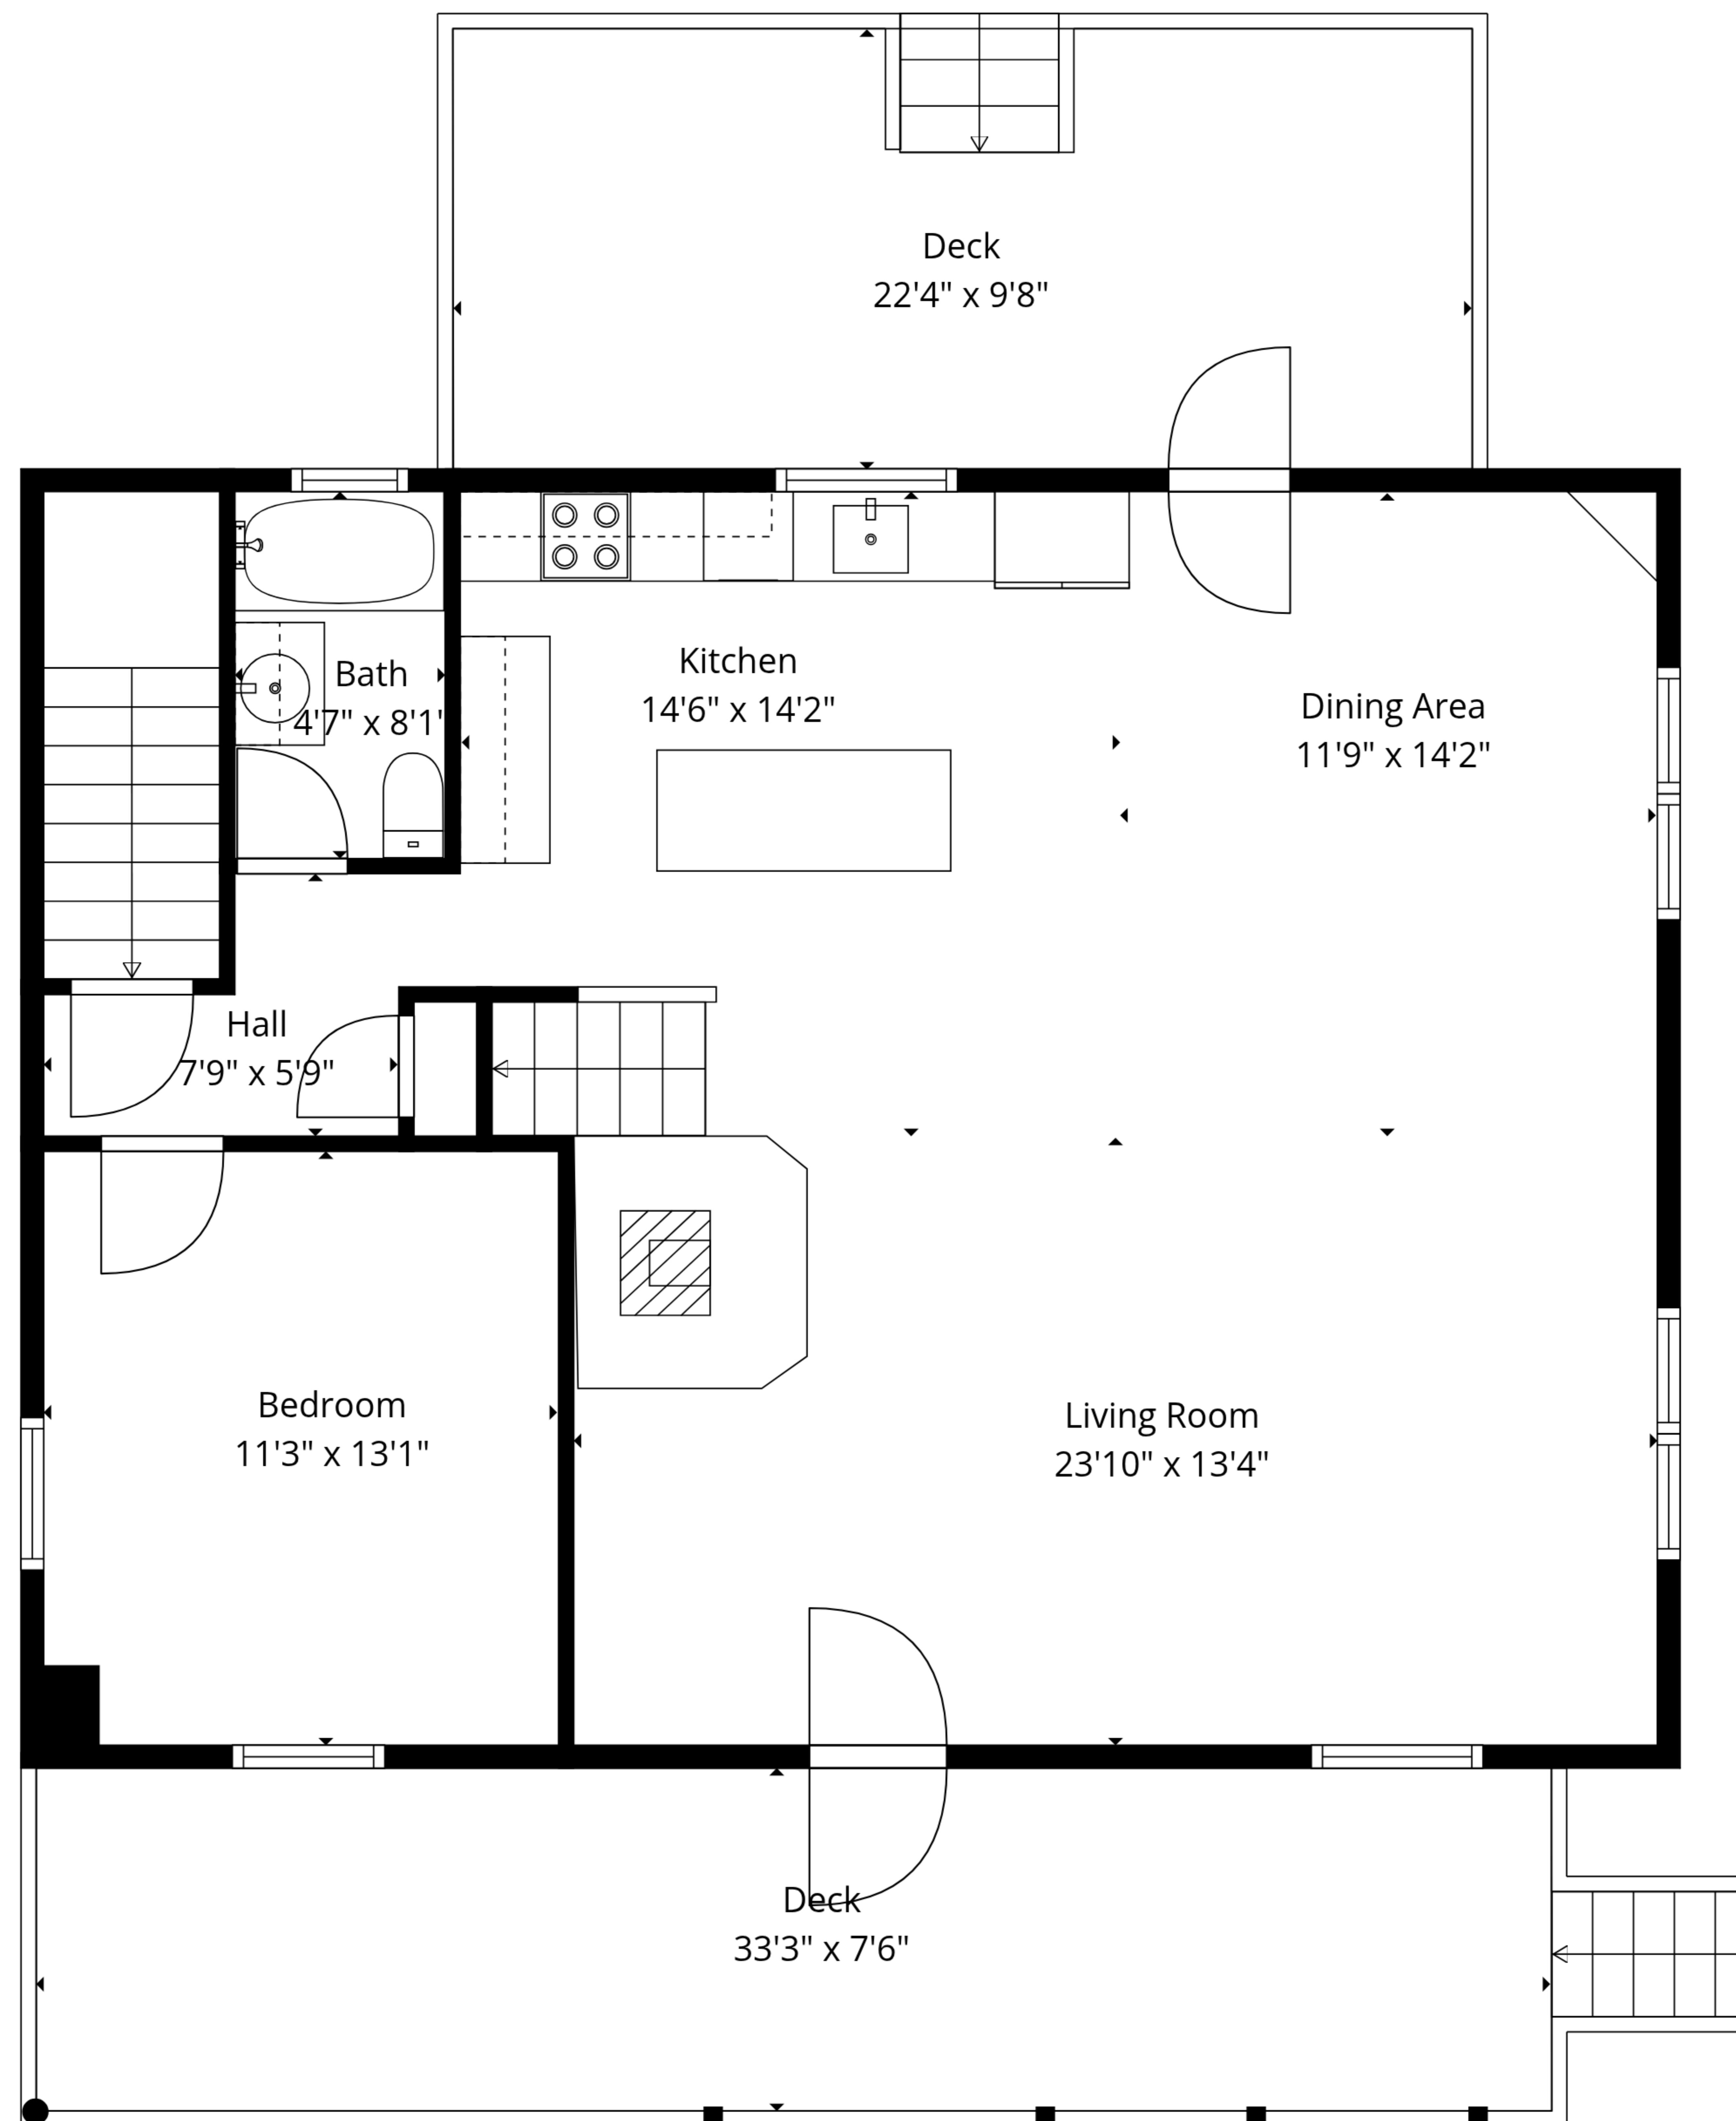 Deck
22'4" x 9'8"
Kitchen
14'6" x 14'2"
Bath
4'7" x 8'1"
Dining Area
11'9" x 14'2"
Hall
7'9" x 5'9"
Bedroom
11'3" x 13'1"
Living Room
23'10" x 13'4"
Deck
33'3" x 7'6"